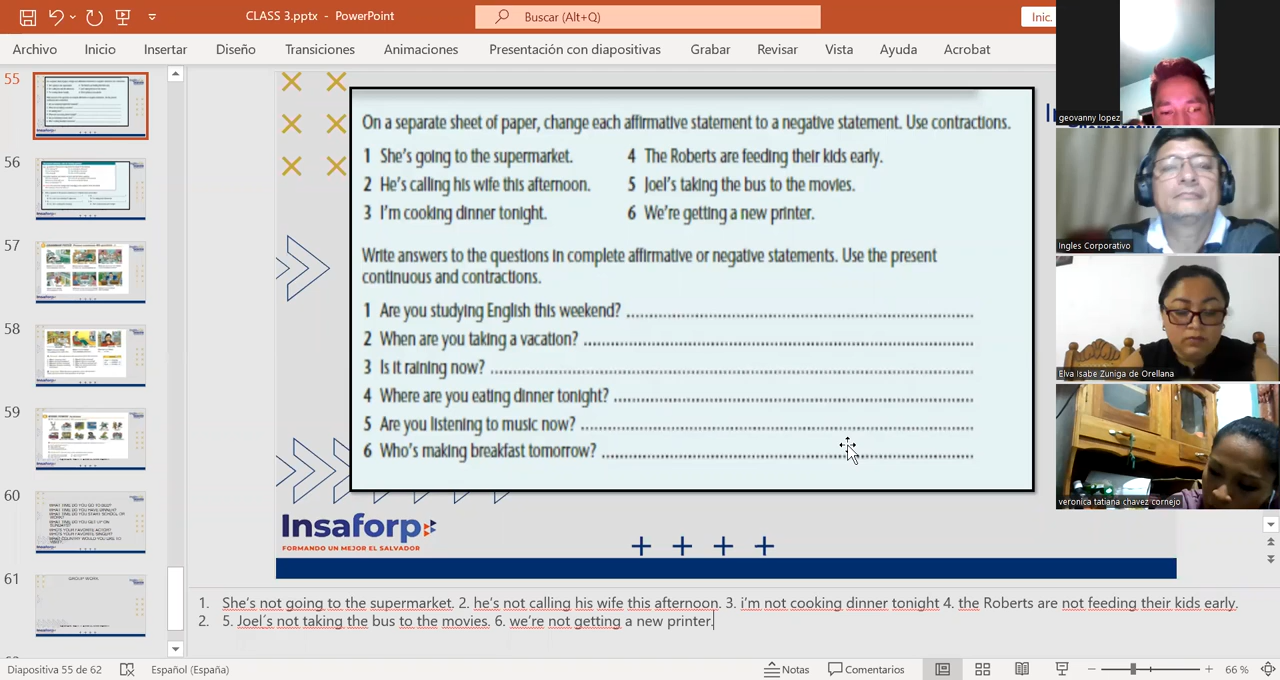 CLASS 3.pptx - PowerPoint
Buscar (Alt+Q)
Inic.
Archivo Inicio Insertar Diseño Transiciones Animaciones Presentación con diapositivas Grabar Revisar Vista Ayuda Acrobat
55
56
57
58
59
60
61
On a separate sheet of paper, change each affirmative statement to a negative statement. Use contractions.
1 She's going to the supermarket.
2 He's calling his wife this afternoon.
3 I'm cooking dinner tonight.
4 The Roberts are feeding their kids early.
5 Joel's taking the bus to the movies.
6 We're getting a new printer.
Write answers to the questions in complete affirmative or negative statements. Use the present
continuous and contractions.
1 Are you studying English this weekend?
2 When are you taking a vacation?
3 Is it raining now?
4 Where are you eating dinner tonight?
5 Are you listening to music now?
6 Who's making breakfast tomorrow?
Insaforp
FORMANDO UN MEJOR EL SALVADOR
geovanny lopez
Ingles Corporativo
Elva Isabe Zuniga de Orellana
veronica tatiana chavez cornejo
1. She's not going to the supermarket. 2. he's not calling his wife this afternoon. 3. i'm not cooking dinner tonight 4. the Roberts are not feeding their kids early.
2. 5. Joel´s not taking the bus to the movies. 6. we're not getting a new printer.
Diapositiva 55 de 62 Español (España) Notas Comentarios 66 %